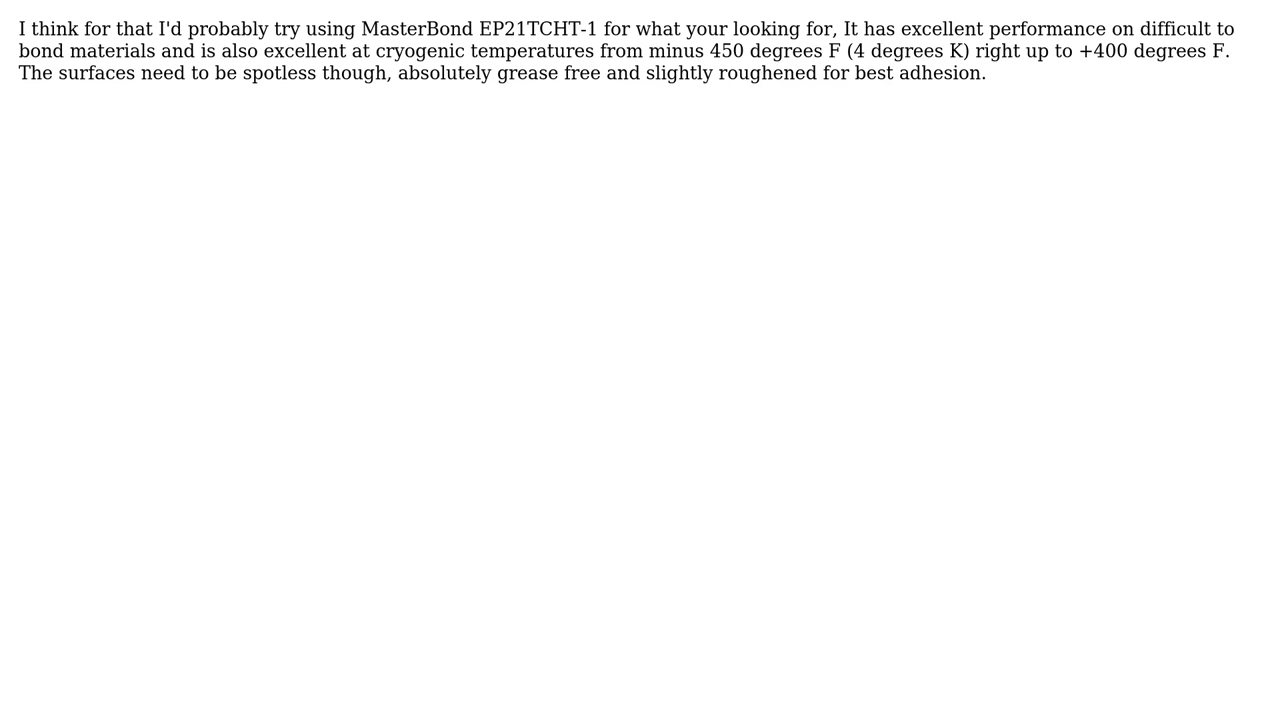 I think for that I'd probably try using MasterBond EP21TCHT-1 for what your looking for, It has excellent performance on difficult to
bond materials and is also excellent at cryogenic temperatures from minus 450 degrees F (4 degrees K) right up to +400 degrees F.
The surfaces need to be spotless though, absolutely grease free and slightly roughened for best adhesion.